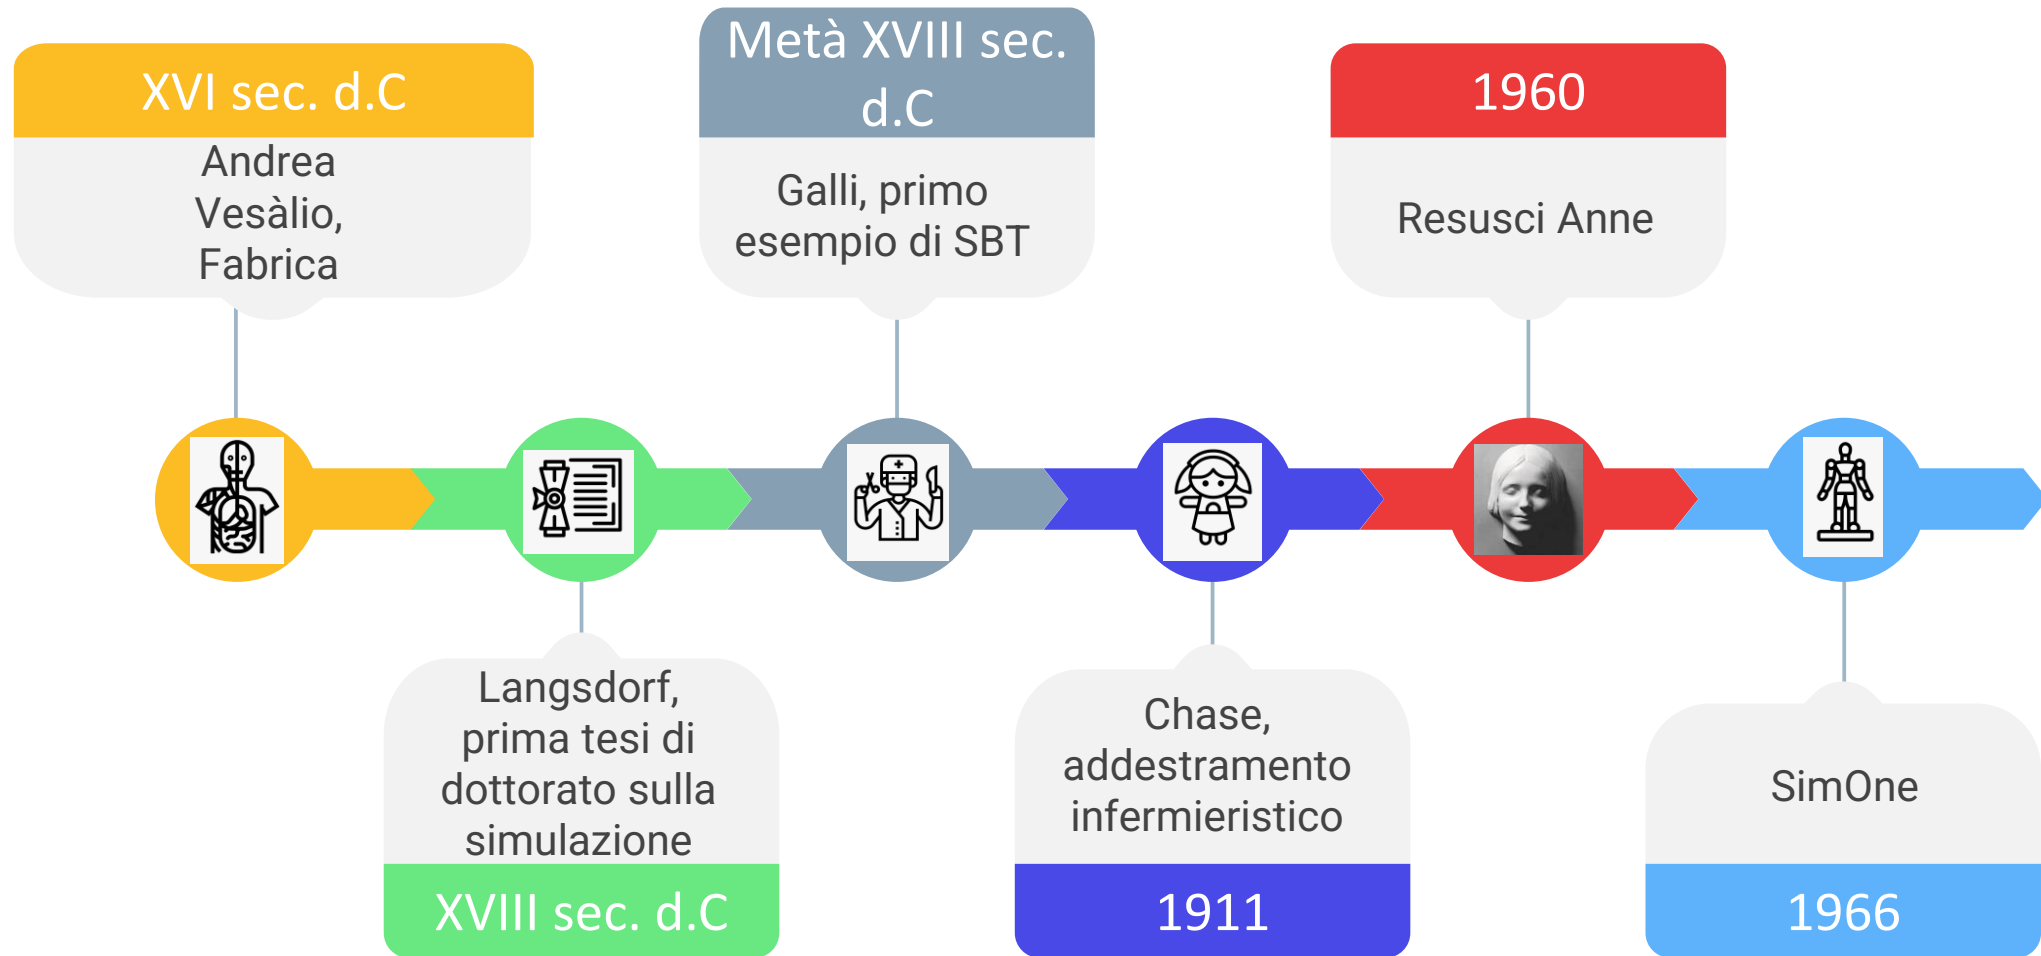 XVI sec. d.C
Andrea
Vesàlio,
Fabrica
Langsdorf,
prima tesi di
dottorato sulla
simulazione
XVIII sec. d.C
Metà XVIII sec.
d.C
Galli, primo
esempio di SBT
Chase,
addestramento
infermieristico
1911
1960
Resusci Anne
SimOne
1966